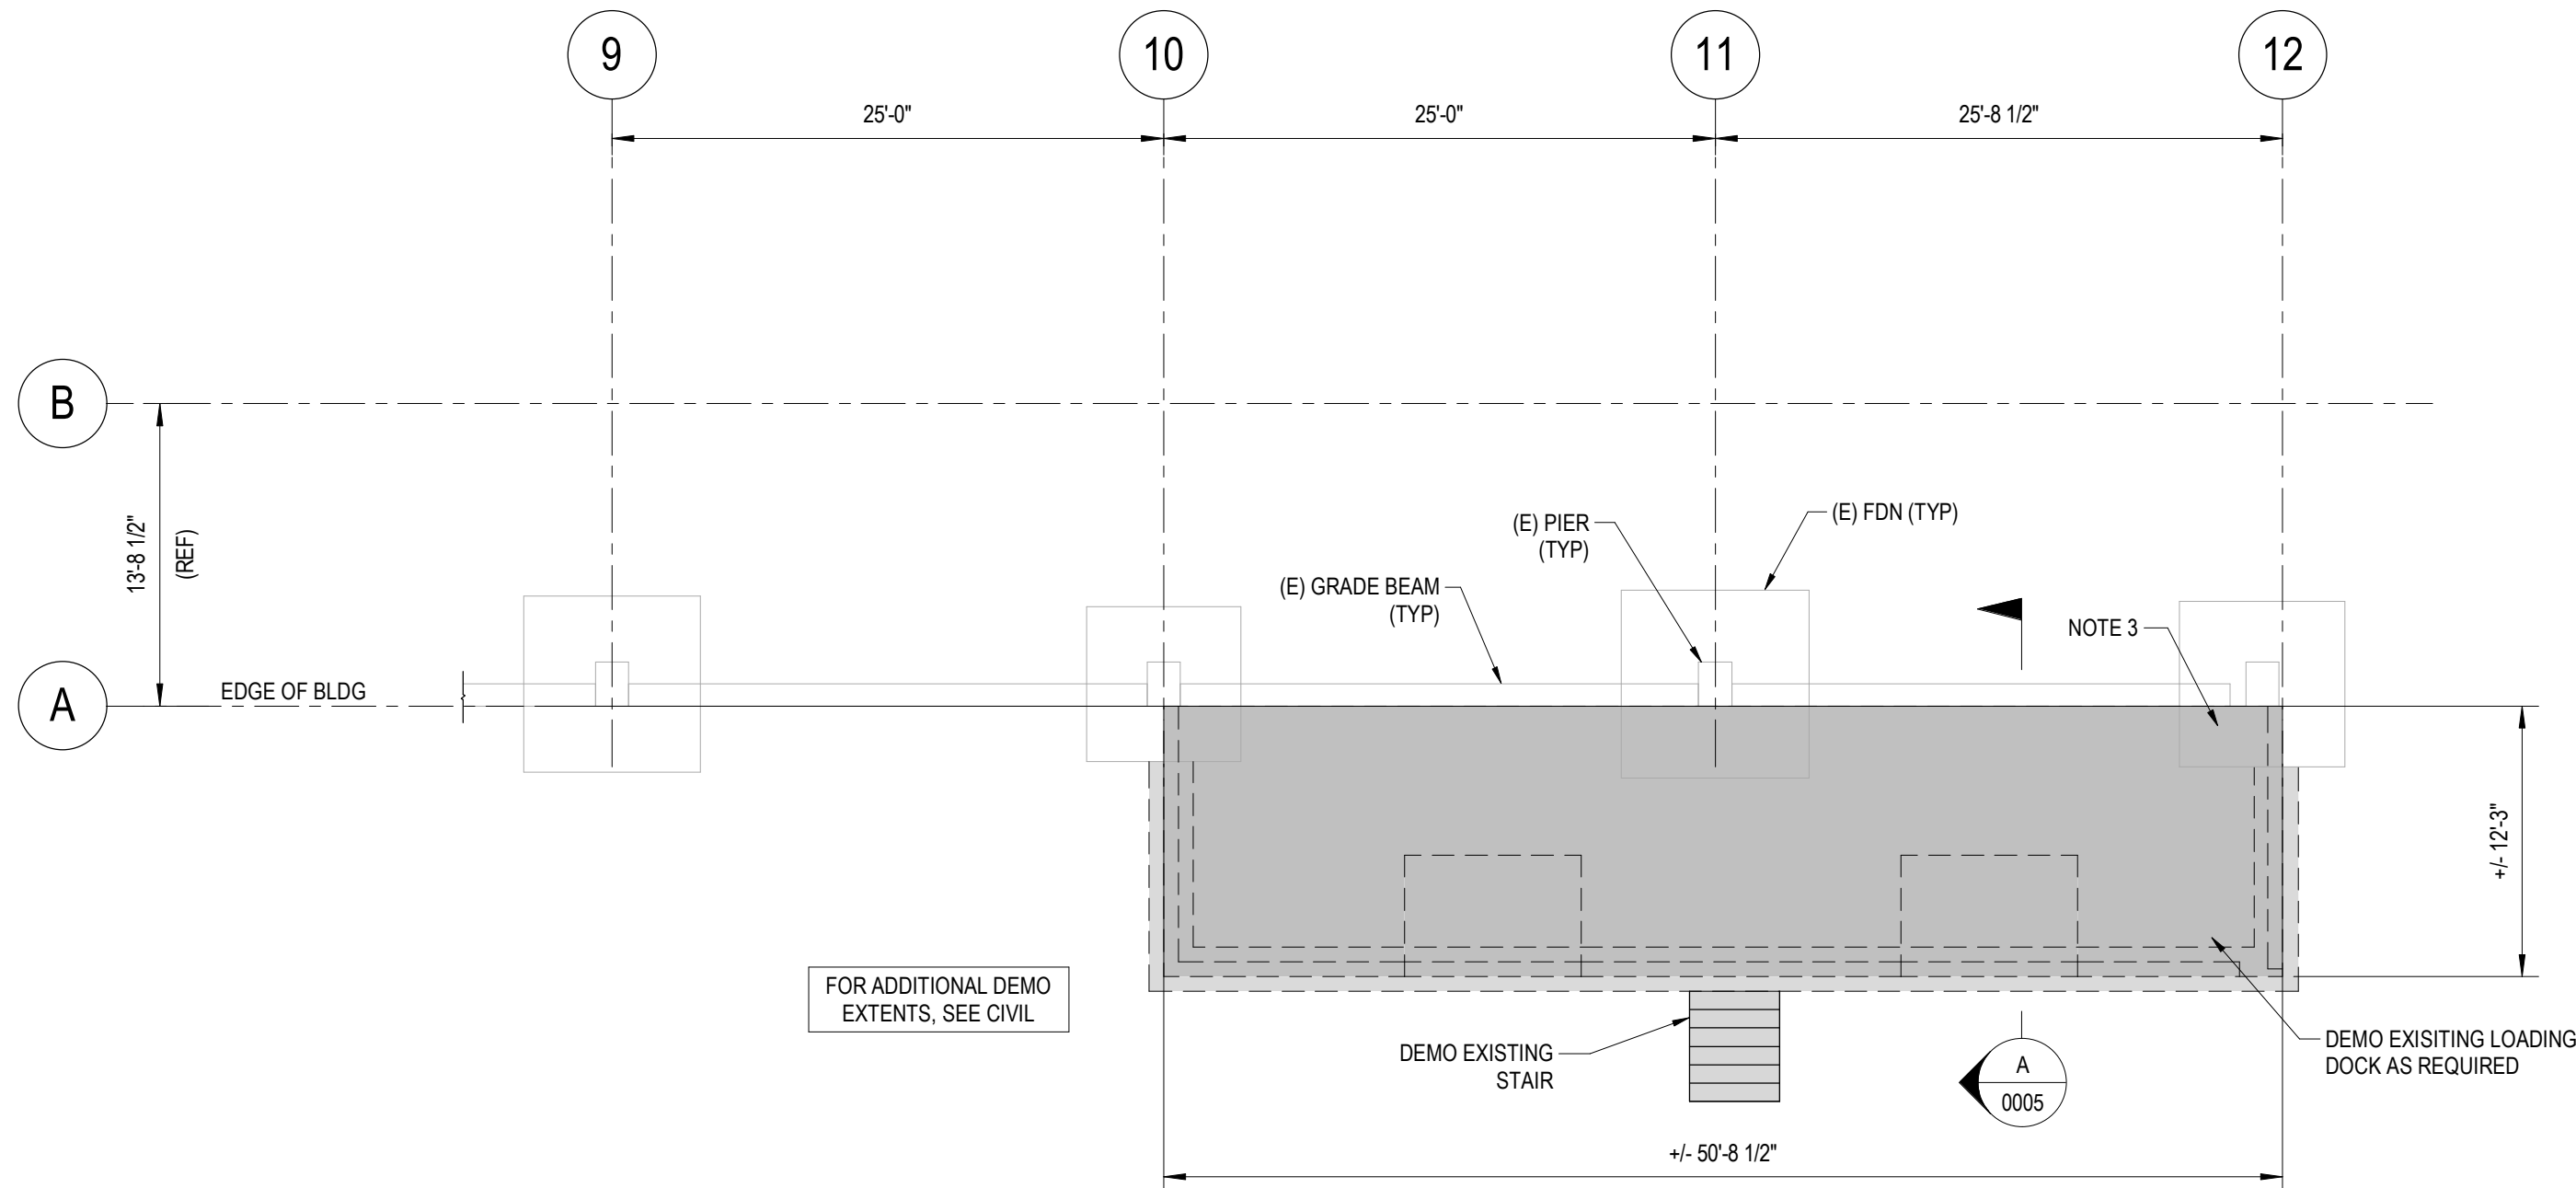 9
10
11
12
25'-0"
25'-0"
25'-8 1/2"
B
13'-8 1/2"
(REF)
(E) PIER
(TYP)
(E) FDN (TYP)
(E) GRADE BEAM
(TYP)
NOTE 3
A
EDGE OF BLDG
+/- 12'-3"
FOR ADDITIONAL DEMO
EXTENTS, SEE CIVIL
DEMO EXISTING
STAIR
A
0005
DEMO EXISITING LOADING
DOCK AS REQUIRED
+/- 50'-8 1/2"